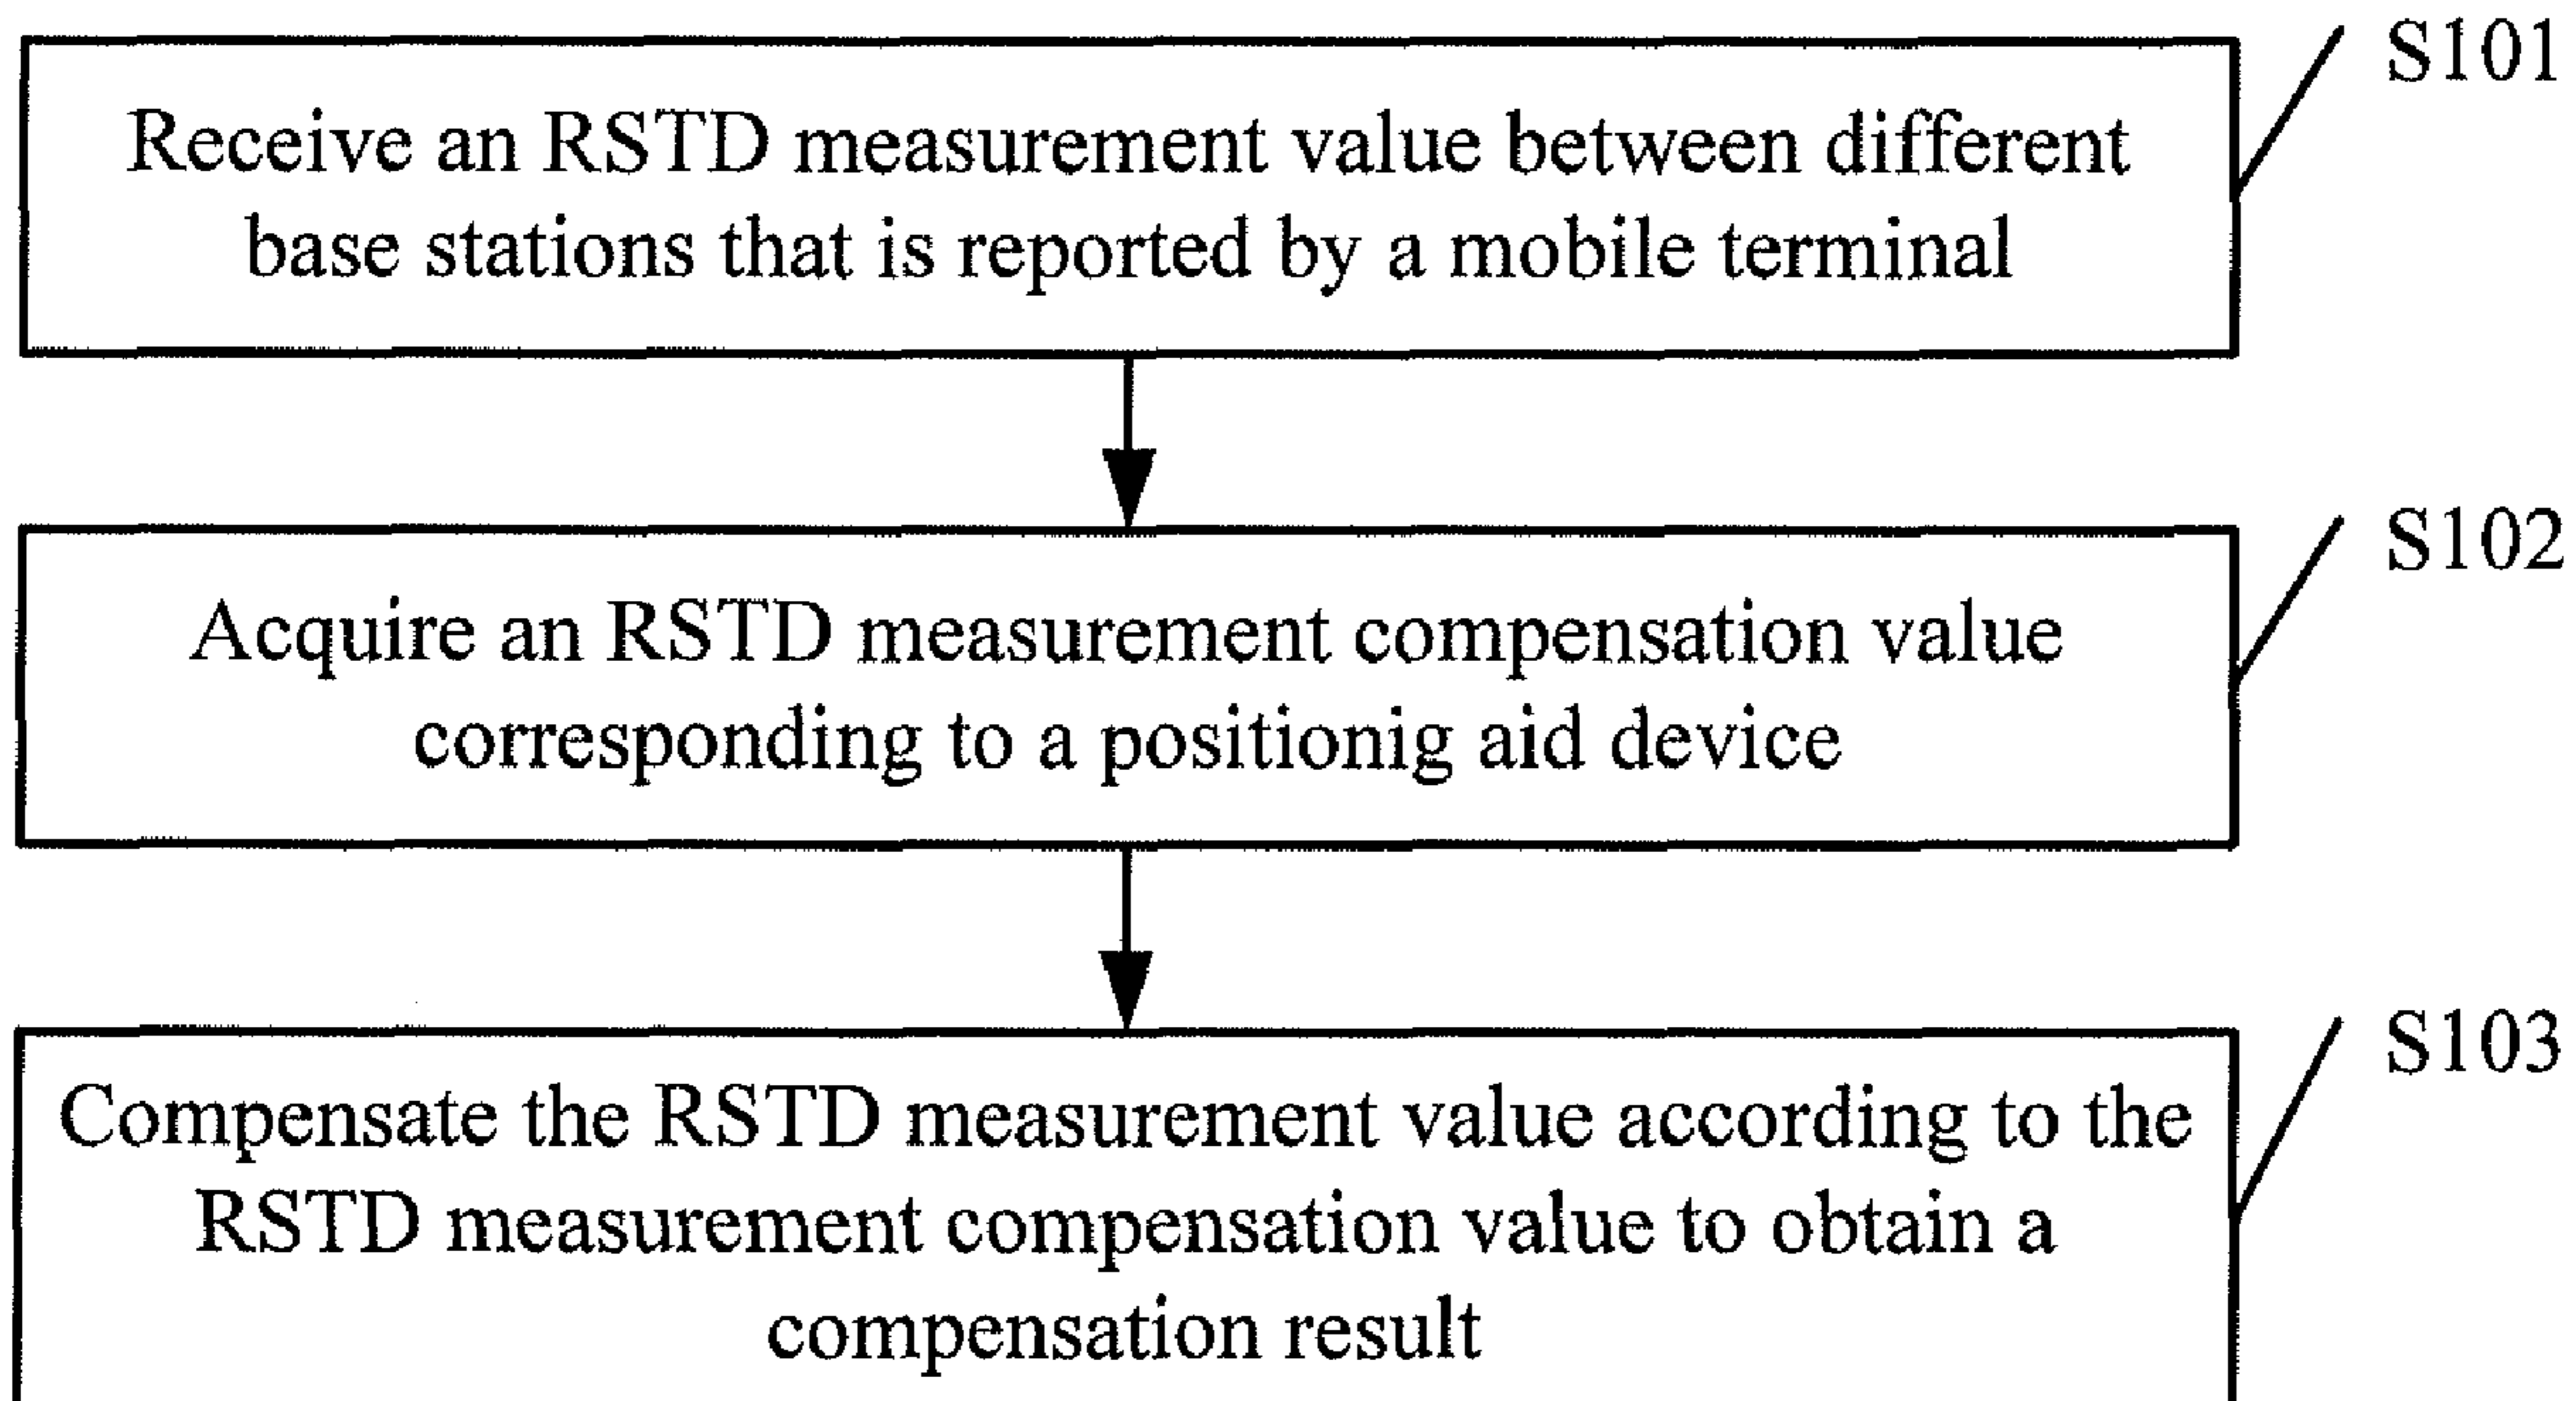 S101
Receive an RSTD measurement value between different
base stations that is reported by a mobile terminal
S102
Acquire an RSTD measurement compensation value
corresponding to a positionig aid device
S103
Compensate the RSTD measurement value according to the
RSTD measurement compensation value to obtain a
compensation result